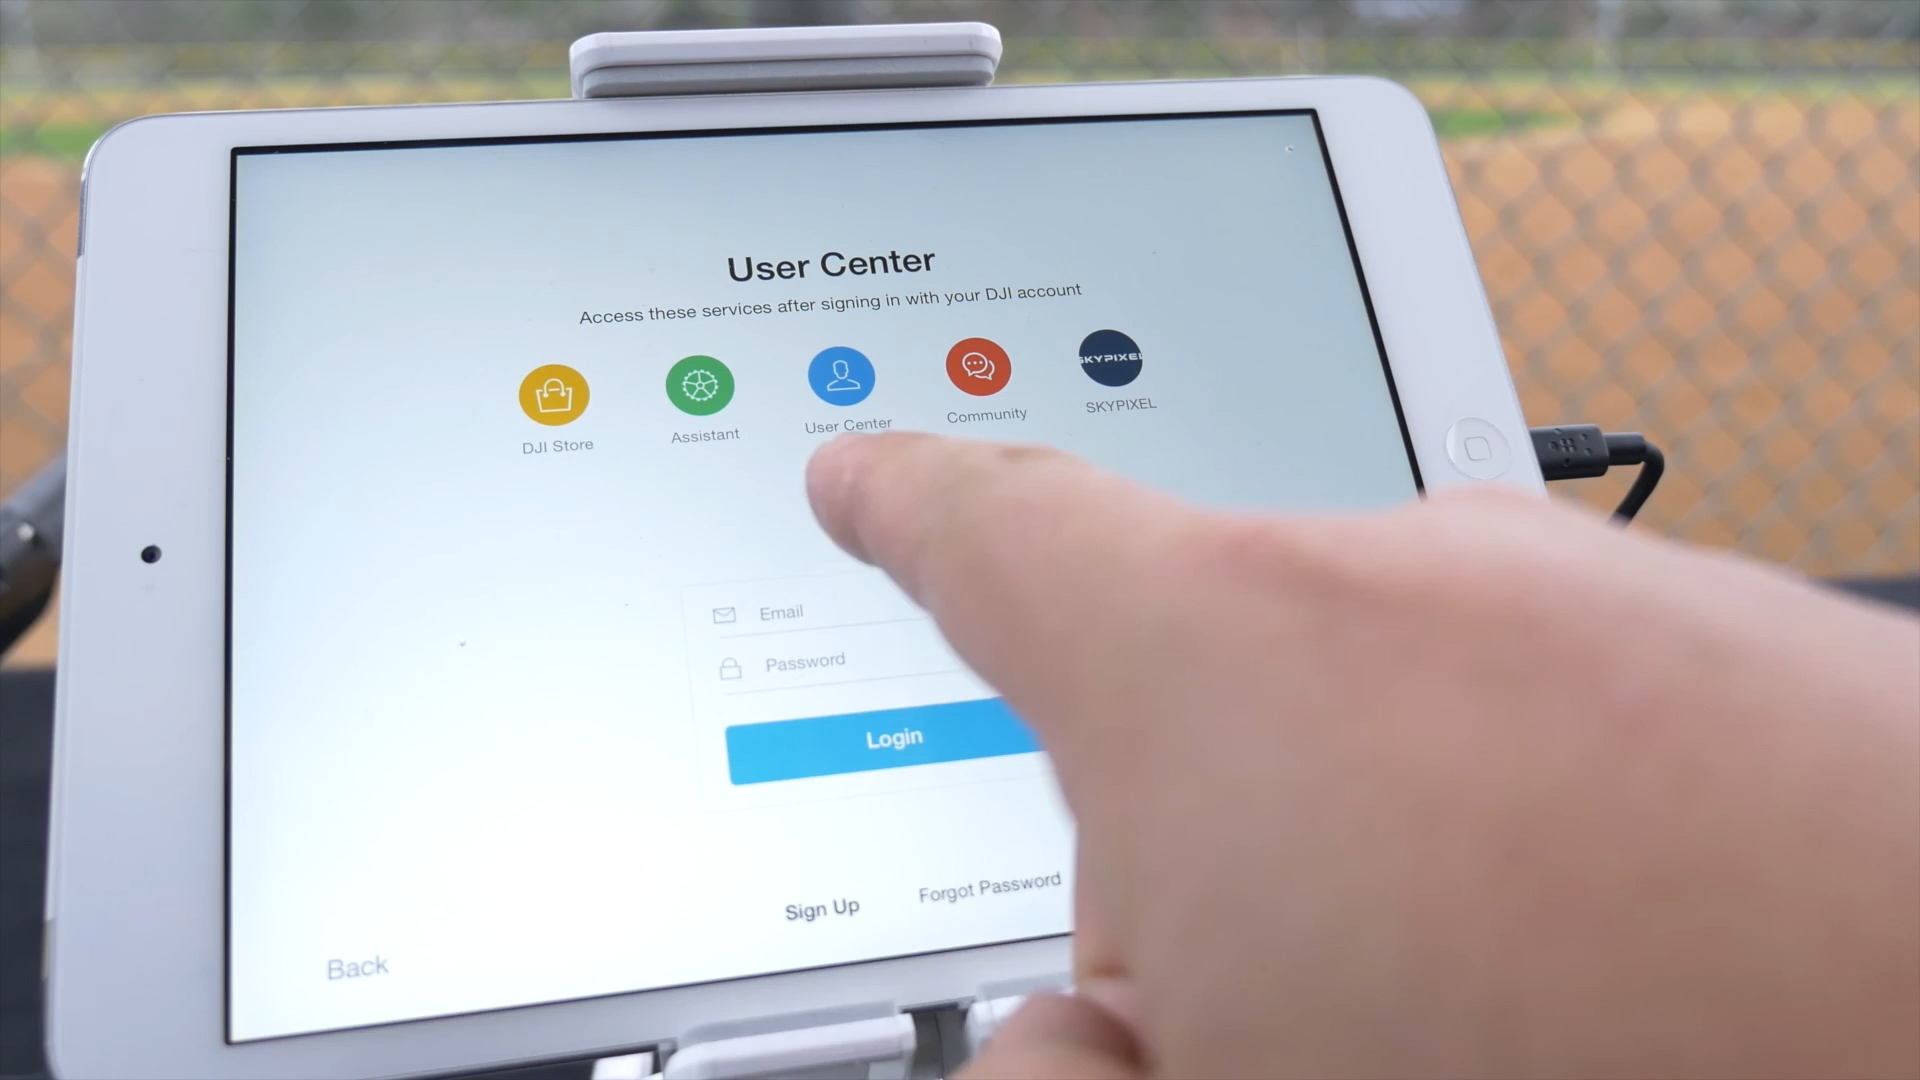 User Center
Access these services after signing in with your DJI account
SKYPIXEL
DJI Store
Assistant
User Center
Community
SKYPIXEL
Email
Password
Login
Sign Up
Forgot Password
Back